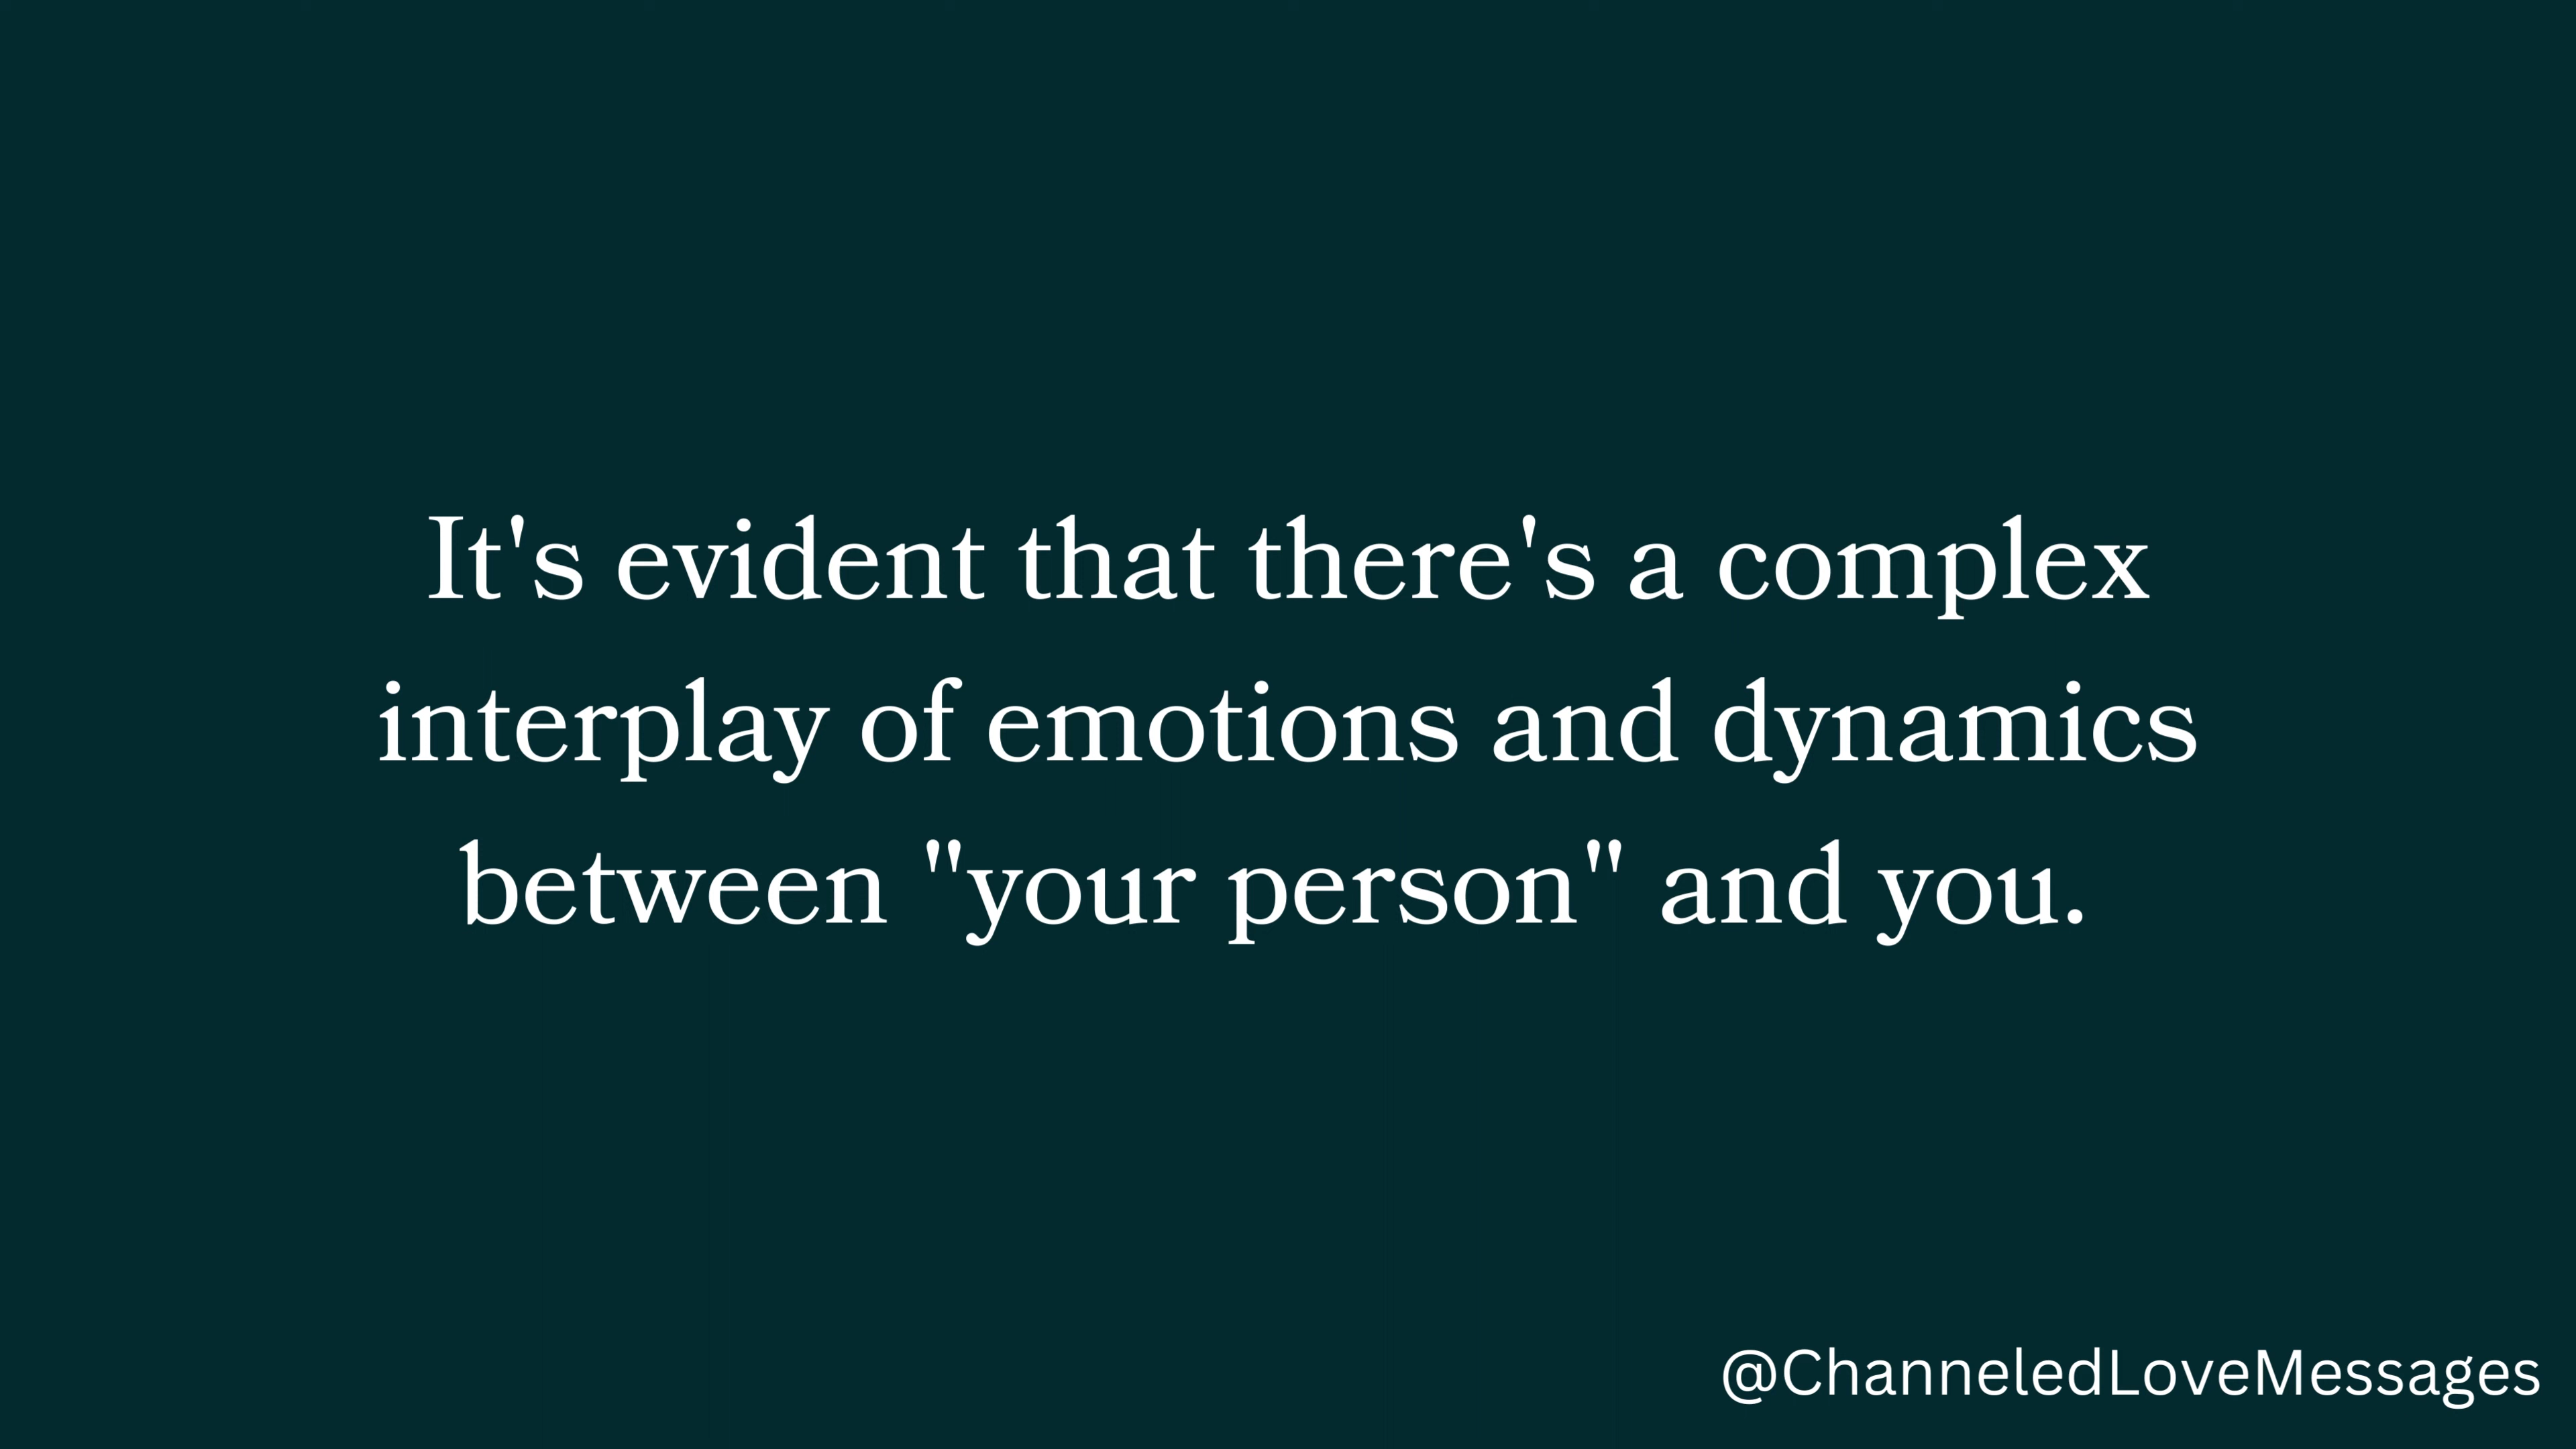 It's evident that there's a complex
interplay of emotions and dynamics
between "your person" and you.
@ChanneledLoveMessages